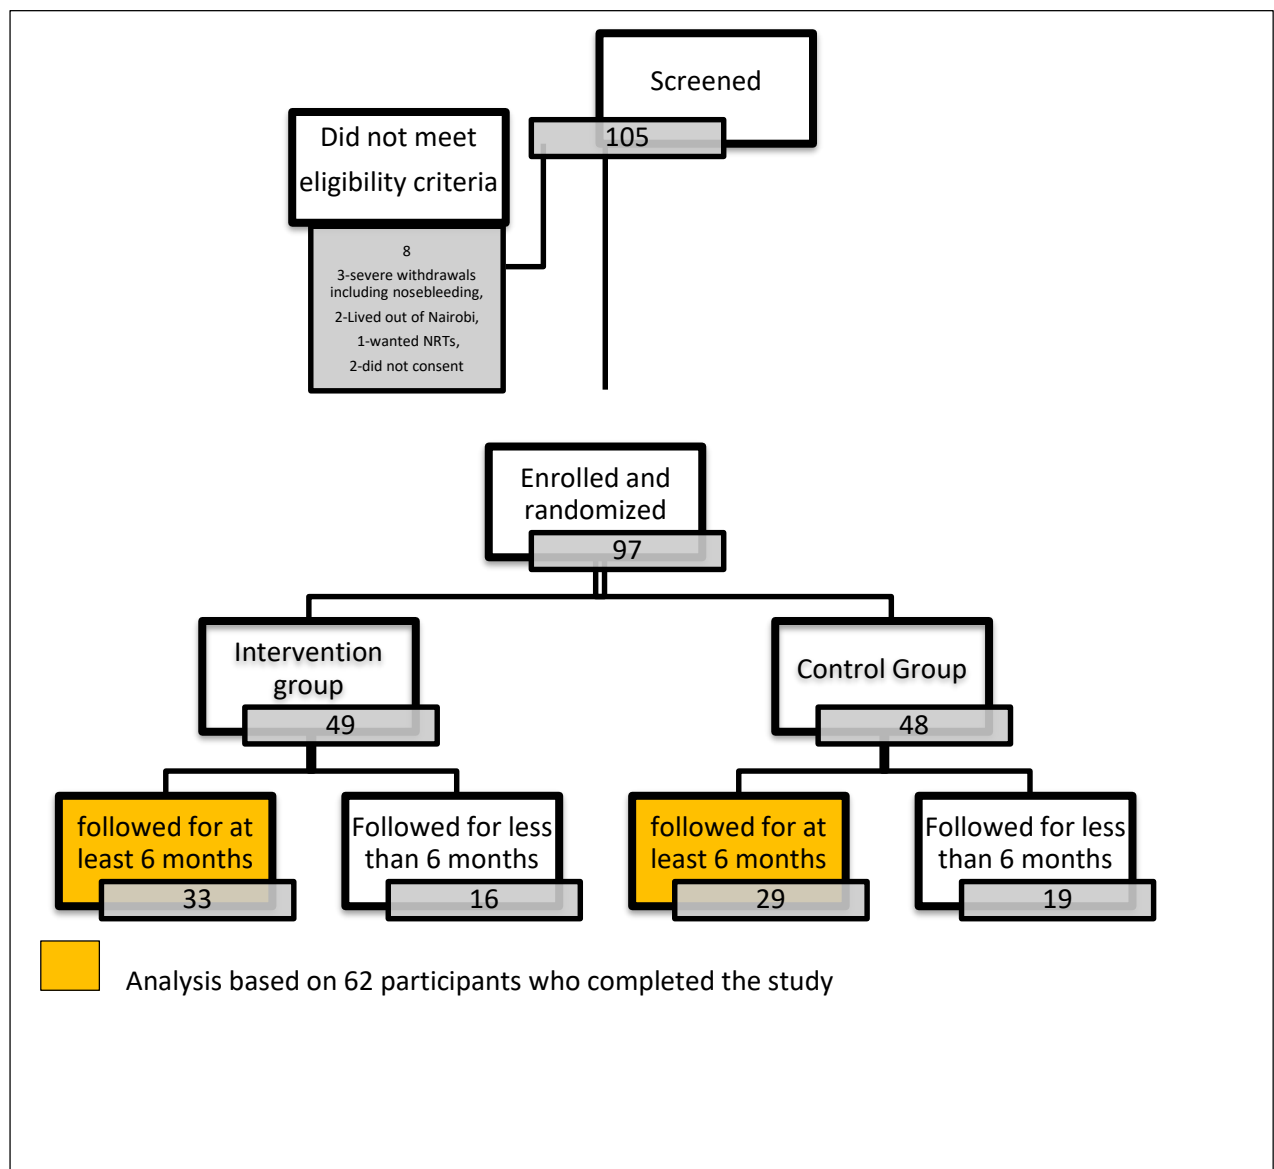 Screened
105
Did not meet
eligibility criteria
8
3-severe withdrawals
including nosebleeding,
2-Lived out of Nairobi,
1-wanted NRTs,
2-did not consent
Enrolled and
randomized
97
Intervention
group
49
Control Group
48
followed for at
least 6 months
33
Followed for less
than 6 months
16
followed for at
least 6 months
29
Followed for less
than 6 months
19
Analysis based on 62 participants who completed the study